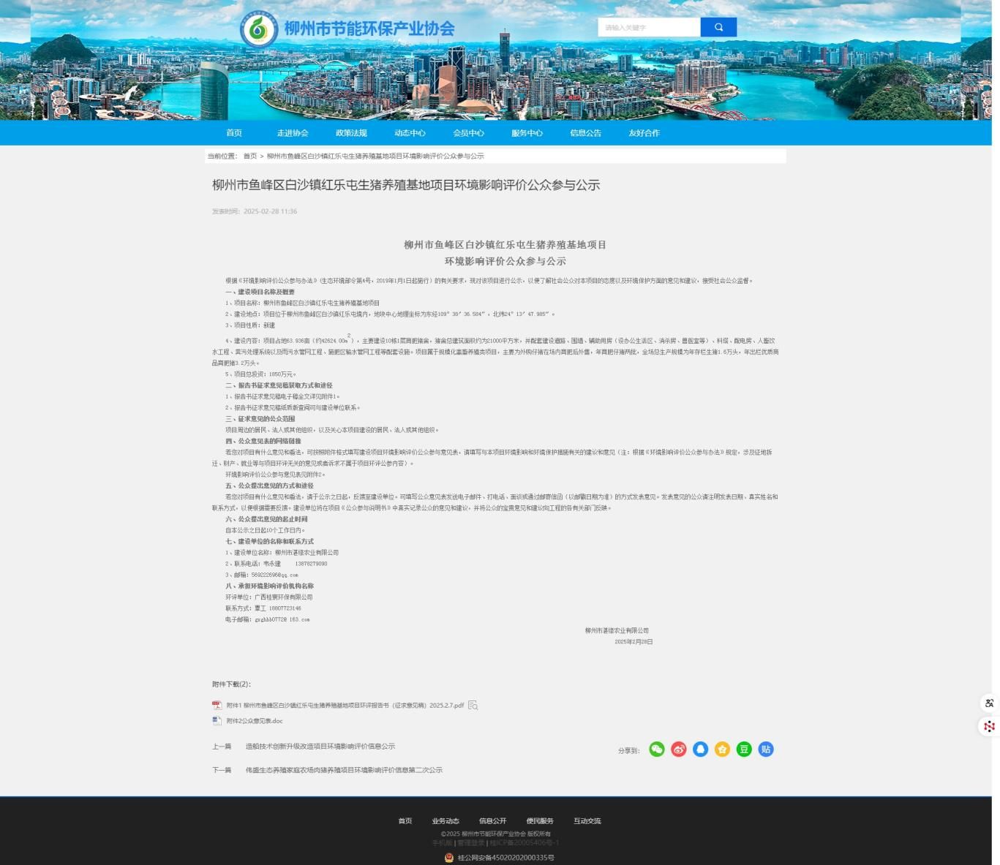 柳州市节能环保产业协会
请输入关键字
首页 走进协会 政策法规 动态中心 会员中心 服务中心 信息公告 友好合作
当前位置： 首页 > 柳州市鱼峰区白沙镇红乐屯生猪养殖基地项目环境影响评价公众参与公示
柳州市鱼峰区白沙镇红乐屯生猪养殖基地项目环境影响评价公众参与公示
发表时间：2025-02-28 11:36
柳州市鱼峰区白沙镇红乐屯生猪养殖基地项目
环境影响评价公众参与公示
根据《环境影响评价公众参与办法》(生态环境部令第4号，2019年1月1日起施行）的有关要求，现对该项目进行公示，以便了解社会公众对本项目的态度以及环境保护方面的意见和建议，接受社会公众监督。
一、建设项目名称及概要
1、项目名称：柳州市鱼峰区白沙镇红乐屯生猪养殖基地项目
2、建设地点：项目位于柳州市鱼峰区白沙镇红乐屯境内，地块中心地理坐标为东经109°30′36.584″，北纬24°13′47.985″。
3、项目性质：新建
4、建设内容：项目占地63.936亩（约42624.00m²），主要建设10栋1层育肥猪舍，猪舍总建筑面积约为21000平方米，并配套建设道路、围墙、辅助用房（设办公生活区、消杀房、兽医室等）、料塔、配电房、人畜饮
水工程、粪污处理系统以及雨污水管网工程、施肥区输水管网工程等配套设施。项目属于规模化畜畜养殖类项目，主要为外购仔猪在场内育肥后外售，年育肥仔猪两批，全场总生产规模为年存栏生猪1.6万头，年出栏优质商
品育肥猪3.2万头。
5、项目总投资：1850万元。
二、报告书征求意见稿获取方式和途径
1、报告书征求意见稿电子稿全文详见附件1。
2、报告书征求意见稿纸质版查阅可与建设单位联系。
三、征求意见的公众范围
项目周边的居民、法人或其他组织，以及关心本项目建设的居民、法人或其他组织。
四、公众意见表的网络链接
若您对项目有什么意见和看法，可按照附件格式填写建设项目环境影响评价公众参与意见表，请填写与本项目环境影响和环境保护措施有关的建议和意见（注：根据《环境影响评价公众参与办法》规定，涉及征地拆
迁、财产、就业等与项目环评无关的意见或者诉求不属于项目环评公参内容）。
环境影响评价公众参与意见表见附件2。
五、公众提出意见的方式和途径
若您对项目有什么意见和看法，请于公示之日起，反馈至建设单位。可填写公众意见表发送电子邮件、打电话、面谈或通过邮寄信函（以邮戳日期为准）的方式发表意见。发表意见的公众请注明发表日期、真实姓名和
联系方式，以便根据需要反馈。建设单位将在项目《公众参与说明书》中真实记录公众的意见和建议，并将公众的宝贵意见和建议向工程的各有关部门反映。
六、公众提出意见的起止时间
自本公示之日起10个工作日内。
七、建设单位的名称和联系方式
1、建设单位名称：柳州市湛缘农业有限公司
2、联系电话：韦永建 13878279090
3、邮箱：569222696@qq.com
八、承担环境影响评价机构名称
环评单位：广西桂寰环保有限公司
联系方式：覃工 18807723146
电子邮箱：gxghhb0772@163.com
柳州市湛缘农业有限公司
2025年2月28日
附件下载(2)：
附件1 柳州市鱼峰区白沙镇红乐屯生猪养殖基地项目环评报告书（征求意见稿）2025.2.7.pdf
附件2公众意见表.doc
上一篇 造船技术创新升级改造项目环境影响评价信息公示
分享到：
下一篇 伟盛生态养殖家庭农场肉猪养殖项目环境影响评价信息第二次公示
首页 业务动态 信息公开 便民服务 互动交流
©2025 柳州市节能环保产业协会 版权所有
手机版 | 管理登录 | 桂ICP备20005406号-1
桂公网安备45020202000335号